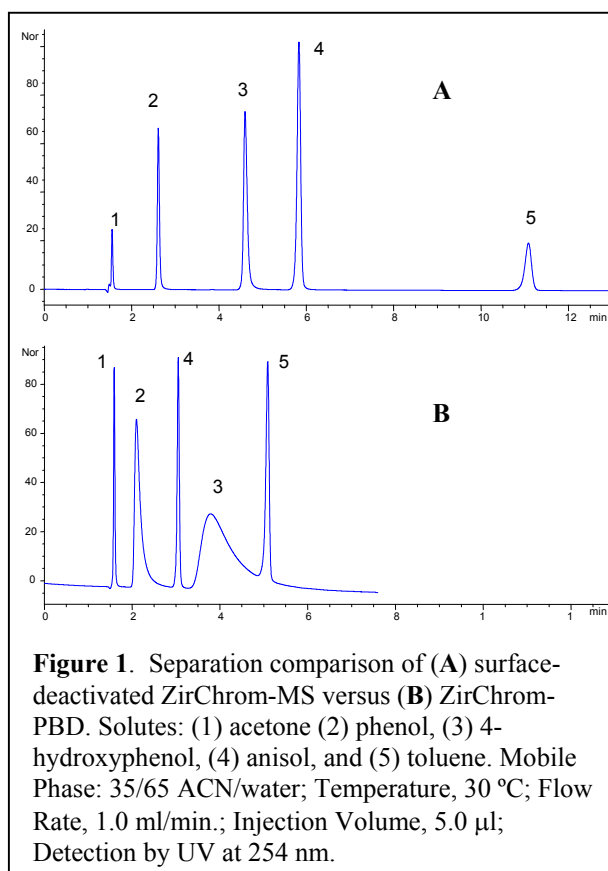 Nor
80
60
40
20
0
1
2
3
4
5
A
0
2
4
6
8
10
12
min
Nor
80
60
40
20
0
1
2
4
3
5
B
0
2
4
6
8
1
1
min
Figure 1. Separation comparison of (A) surface-
deactivated ZirChrom-MS versus (B) ZirChrom-
PBD. Solutes: (1) acetone (2) phenol, (3) 4-
hydroxyphenol, (4) anisol, and (5) toluene. Mobile
Phase: 35/65 ACN/water; Temperature, 30 ºC; Flow
Rate, 1.0 ml/min.; Injection Volume, 5.0 μl;
Detection by UV at 254 nm.